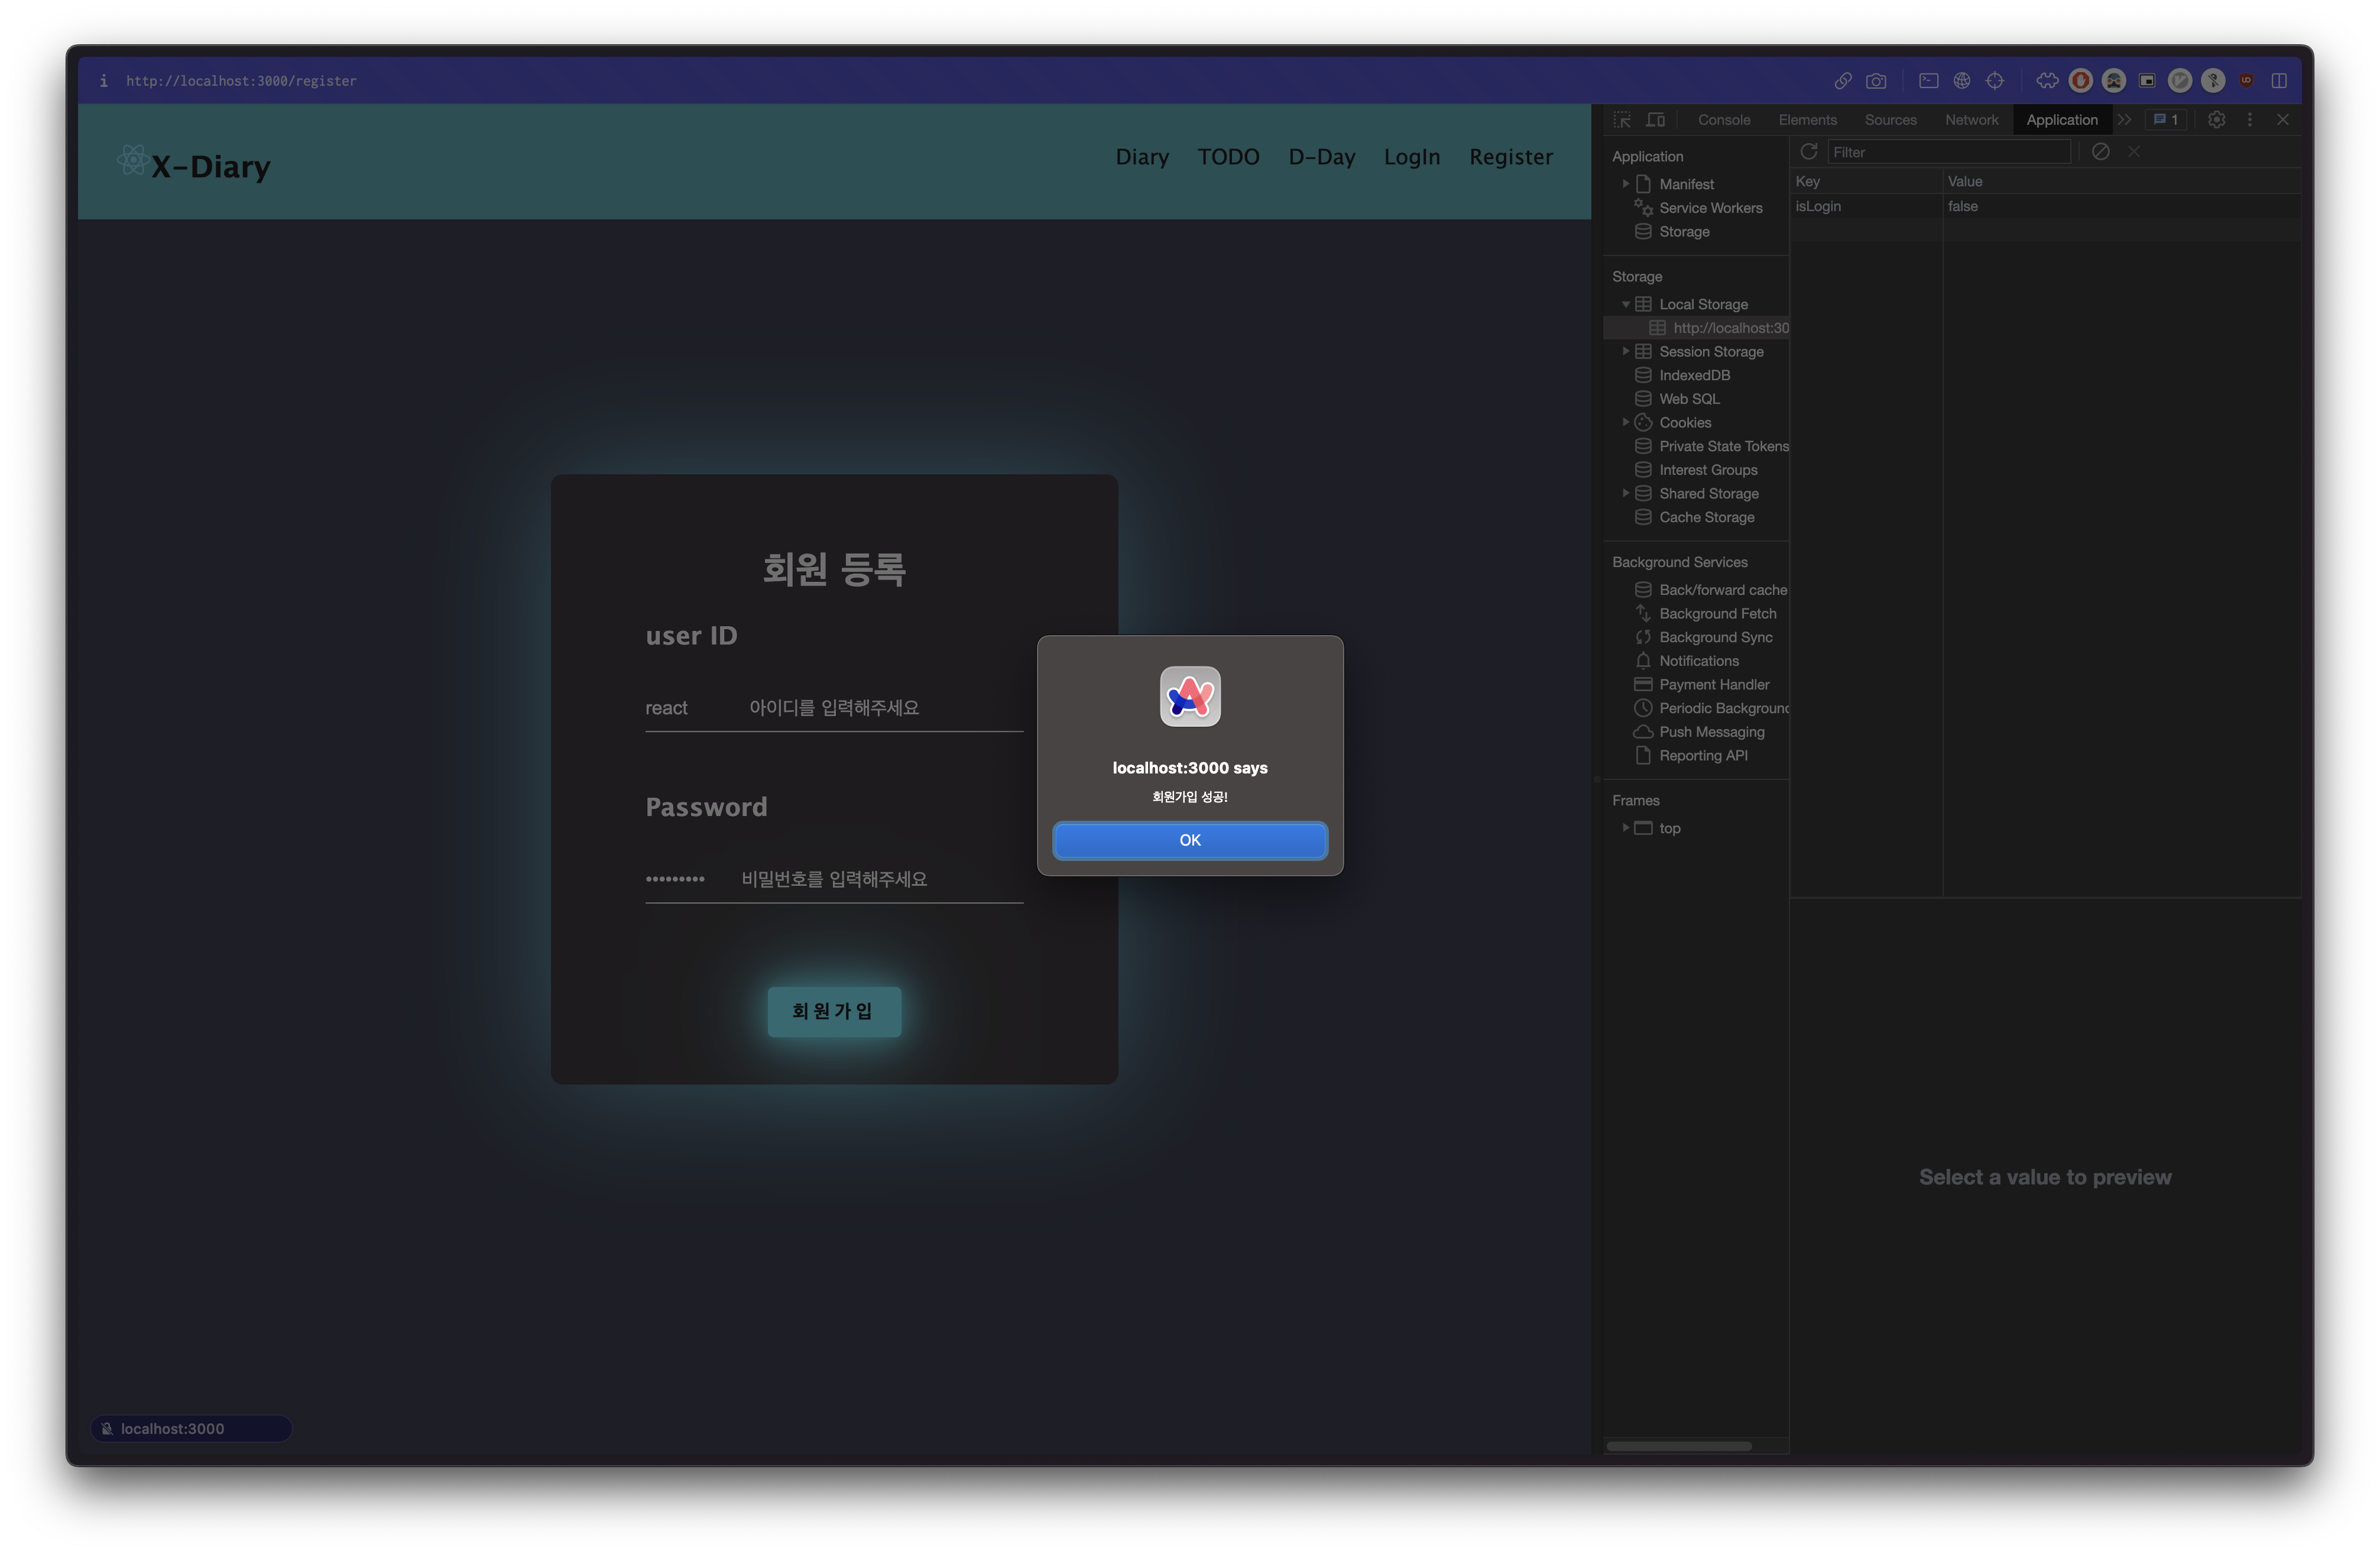 i http://localhost:3000/register
X-Diary
Diary TODO D-Day LogIn Register
회원 등록
user ID
react 아이디를 입력해주세요
Password
••••••••• 비밀번호를 입력해주세요
회원가입
localhost:3000 says
회원가입 성공!
OK
localhost:3000
Console Elements Sources Network Application 1
Application
Manifest
Service Workers
Storage
Storage
Local Storage
http://localhost:30
Session Storage
IndexedDB
Web SQL
Cookies
Private State Tokens
Interest Groups
Shared Storage
Cache Storage
Background Services
Back/forward cache
Background Fetch
Background Sync
Notifications
Payment Handler
Periodic Background
Push Messaging
Reporting API
Frames
top
Filter
Key Value
isLogin false
Select a value to preview